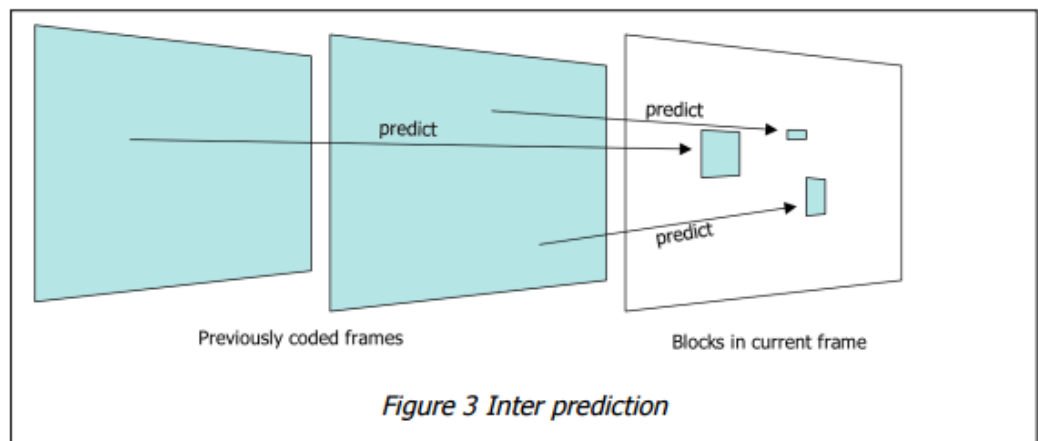 predict
predict
predict
Previously coded frames
Blocks in current frame
Figure 3 Inter prediction